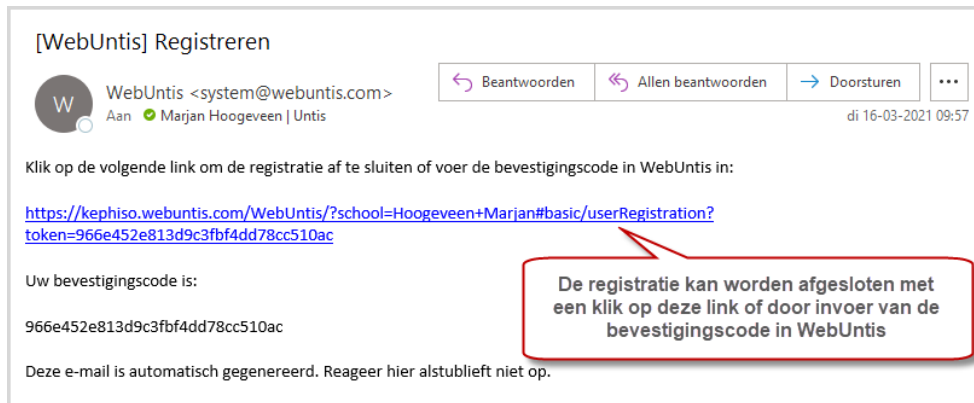 [WebUntis] Registreren
W
WebUntis <system@webuntis.com>
Aan Marjan Hoogeveen | Untis
Beantwoorden
Allen beantwoorden
Doorsturen
...
di 16-03-2021 09:57
Klik op de volgende link om de registratie af te sluiten of voer de bevestigingscode in WebUntis in:
https://kephiso.webuntis.com/WebUntis/?school=Hoogeveen+Marjan#basic/userRegistration?
token=966e452e813d9c3fbf4dd78cc510ac
Uw bevestigingscode is:
966e452e813d9c3fbf4dd78cc510ac
De registratie kan worden afgesloten met
een klik op deze link of door invoer van de
bevestigingscode in WebUntis
Deze e-mail is automatisch gegenereerd. Reageer hier alstublieft niet op.